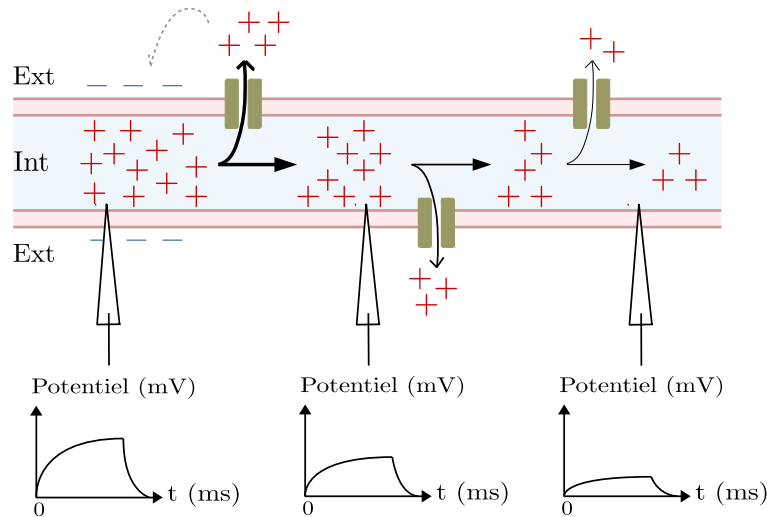 Ext
Int
Ext
Potentiel (mV)
t (ms)
0
Potentiel (mV)
t (ms)
0
Potentiel (mV)
t (ms)
0